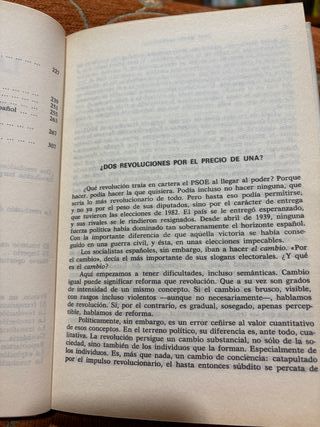 ... ... ... 227
... ... ... 239
... ... ... 251
añol
... ... ... 263
... ... ... 307
¿DOS REVOLUCIONES POR EL PRECIO DE UNA?
¿Qué revolución traía en cartera el PSOE al llegar al poder? Porque
hacer, podía hacer la que quisiera. Podía incluso no hacer ninguna, que
sería lo más revolucionario de todo. Pero hasta eso podía permitirse,
y no ya por el peso de sus diputados, sino por el carácter de entrega
que tuvieron las elecciones de 1982. El país se le entregó esperanzado,
y sus rivales se le rindieron resignados. Desde abril de 1939, ninguna
fuerza política había dominado tan soberanamente el horizonte español.
Con la importante diferencia de que aquella victoria se había conse-
guido en una guerra civil, y ésta, en unas elecciones impecables.
Los socialistas españoles, sin embargo, iban a hacer el cambio. «Por
el cambio», decía el más importante de sus slogans electorales. ¿Y qué
es el cambio?
Aquí empezamos a tener dificultades, incluso semánticas. Cambio
igual puede significar reforma que revolución. Que a su vez son grados
de intensidad de un mismo concepto. Si el cambio es brusco, visible,
con rasgos incluso violentos —aunque no necesariamente—, hablamos
de revolución. Si, por el contrario, es gradual, sosegado, apenas percep-
tible, hablamos de reforma.
Políticamente, sin embargo, es un error ceñirse al valor cuantitativo
de esos conceptos. En el terreno político, su diferencia es, ante todo, cua-
litativa. La revolución persigue un cambio substancial, no sólo de la so-
ciedad, sino también de los individuos que la forman. Especialmente de
los individuos. Es, más que nada, un cambio de conciencia: catapultado
por el impulso revolucionario, el hasta entonces súbdito se percata de